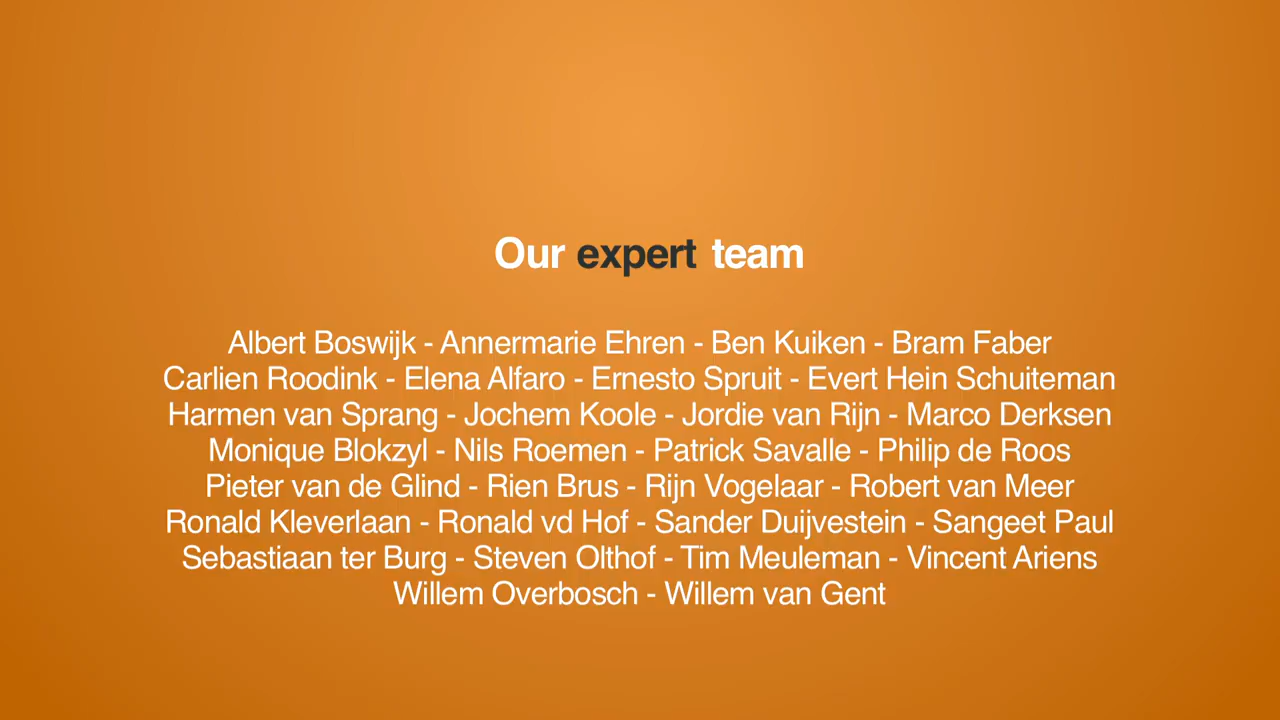 Our expert team
Albert Boswijk - Annermarie Ehren - Ben Kuiken - Bram Faber
Carlien Roodink - Elena Alfaro - Ernesto Spruit - Evert Hein Schuiteman
Harmen van Sprang - Jochem Koole - Jordie van Rijn - Marco Derksen
Monique Blokzyl - Nils Roemen - Patrick Savalle - Philip de Roos
Pieter van de Glind - Rien Brus - Rijn Vogelaar - Robert van Meer
Ronald Kleverlaan - Ronald vd Hof - Sander Duijvestein - Sangeet Paul
Sebastiaan ter Burg - Steven Olthof - Tim Meuleman - Vincent Ariens
Willem Overbosch - Willem van Gent